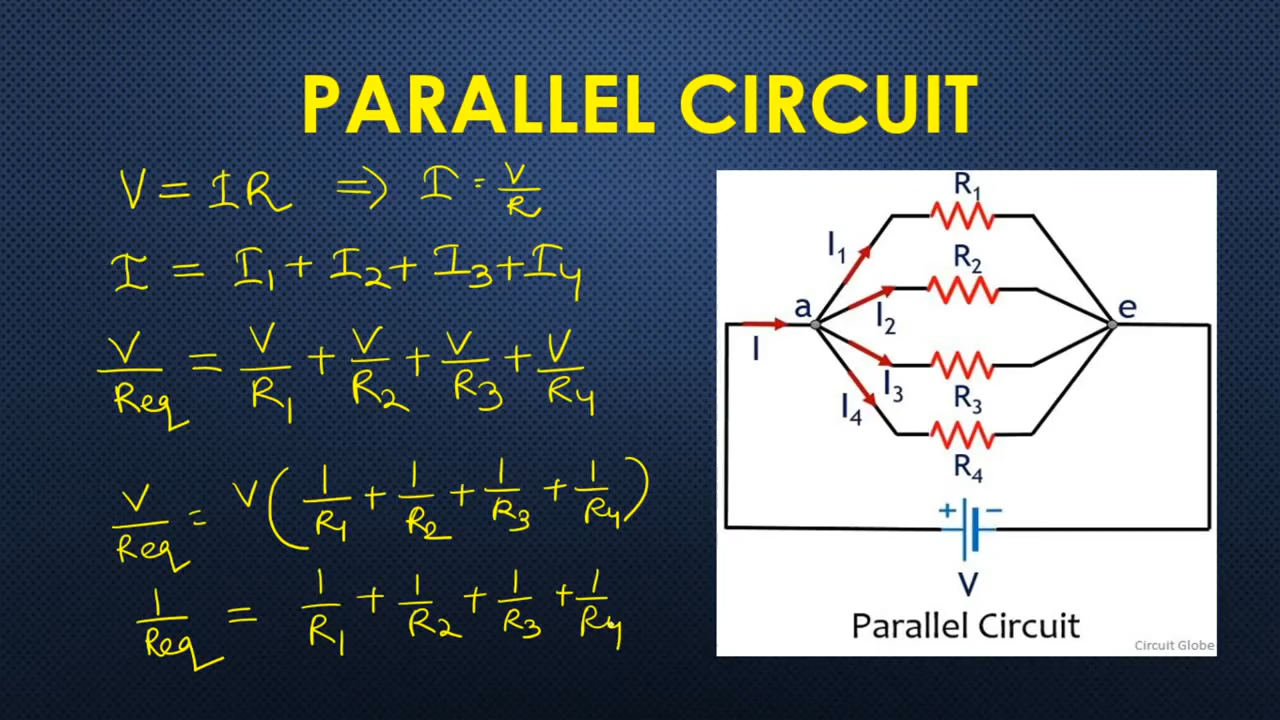 PARALLEL CIRCUIT
V = IR ⇒ I = V/R
I = I₁ + I₂ + I₃ + I₄
V/Req = V/R₁ + V/R₂ + V/R₃ + V/R₄
V/Req = V(1/R₁ + 1/R₂ + 1/R₃ + 1/R₄)
1/Req = 1/R₁ + 1/R₂ + 1/R₃ + 1/R₄
R₁
I₁
R₂
a
e
I₂
I
I₃
R₃
I₄
R₄
+ −
V
Parallel Circuit
Circuit Globe